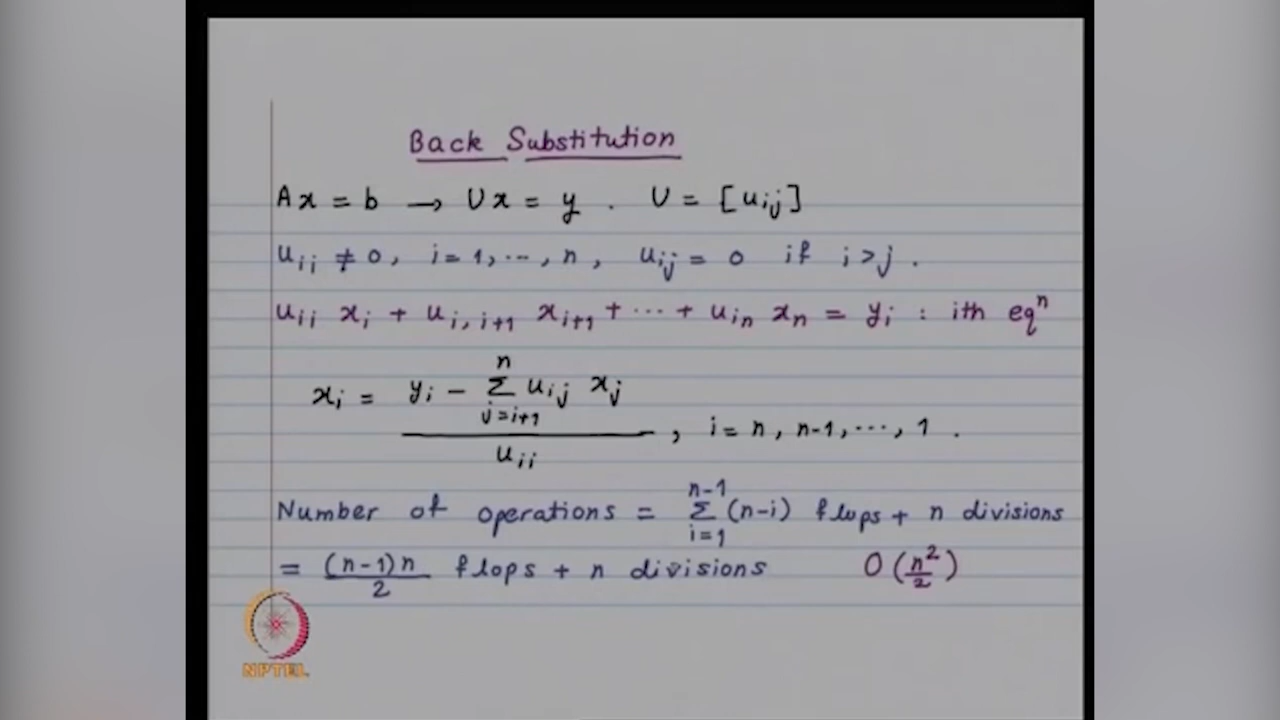 Back Substitution
Ax = b → Ux = y . U = [uij]
uii ≠ 0, i = 1, ..., n, uij = 0 if i > j .
uii xi + ui,i+1 xi+1 + ... + uin xn = yi : ith eqⁿ
xi = (yi − Σ_{j=i+1}^{n} uij xj) / uii , i = n, n-1, ..., 1 .
Number of operations = Σ_{i=1}^{n-1} (n-i) flops + n divisions
= (n-1)n / 2 flops + n divisions O(n²/2)
NPTEL